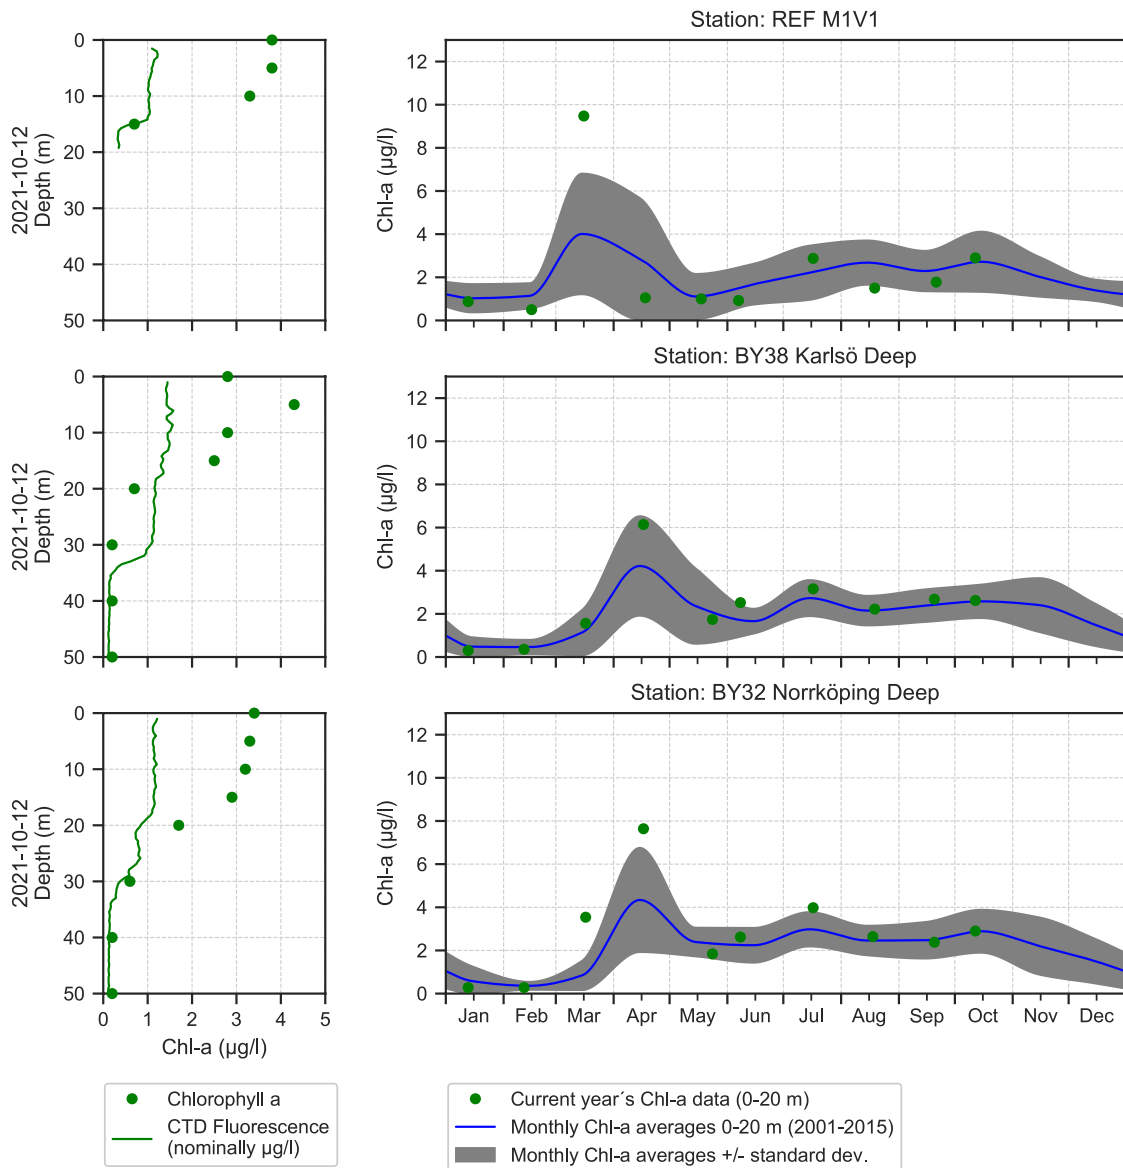 Station: REF M1V1
0
10
20
30
40
50
2021-10-12
Depth (m)
12
10
8
6
4
2
0
Chl-a (µg/l)
Station: BY38 Karlsö Deep
0
10
20
30
40
50
2021-10-12
Depth (m)
12
10
8
6
4
2
0
Chl-a (µg/l)
Station: BY32 Norrköping Deep
0
10
20
30
40
50
2021-10-12
Depth (m)
0 1 2 3 4 5
Chl-a (µg/l)
12
10
8
6
4
2
0
Chl-a (µg/l)
Jan Feb Mar Apr May Jun Jul Aug Sep Oct Nov Dec
Chlorophyll a
CTD Fluorescence
(nominally µg/l)
Current year´s Chl-a data (0-20 m)
Monthly Chl-a averages 0-20 m (2001-2015)
Monthly Chl-a averages +/- standard dev.